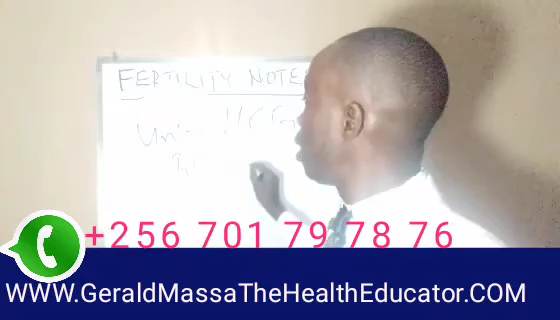 FERTILITY NOTES
+256 701 79 78 76
WWW.GeraldMassaTheHealthEducator.COM